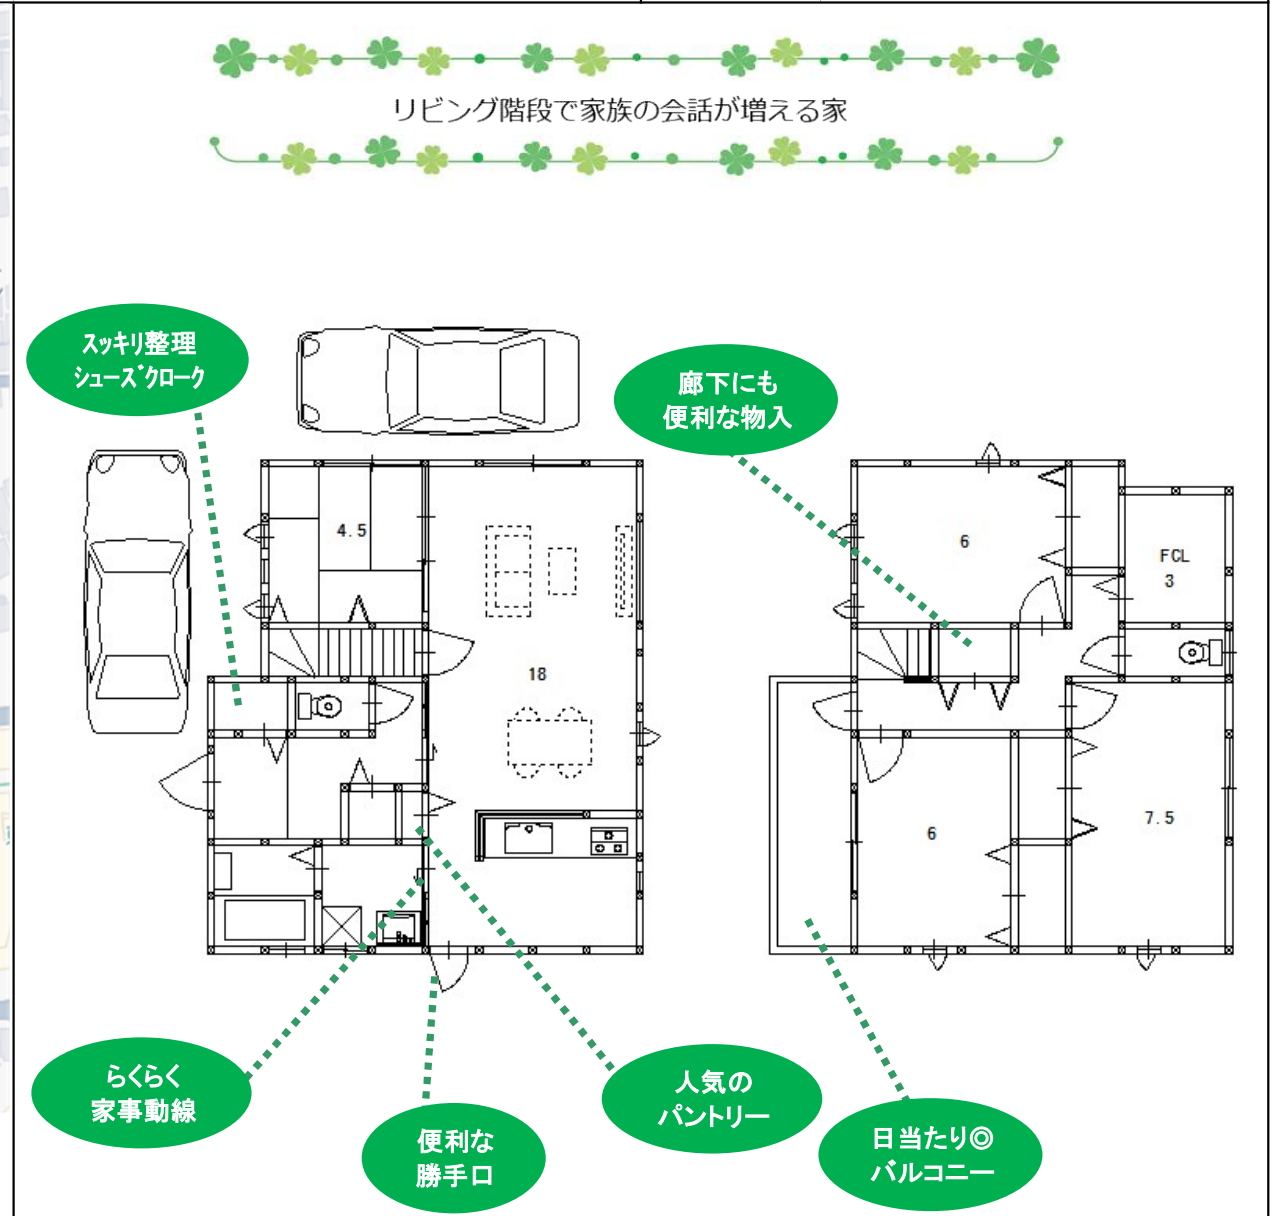 リビング階段で家族の会話が増える家
スッキリ整理
シューズクローク
廊下にも
便利な物入
4.5
18
6
FCL
3
6
7.5
らくらく
家事動線
便利な
勝手口
人気の
パントリー
日当たり◎
バルコニー